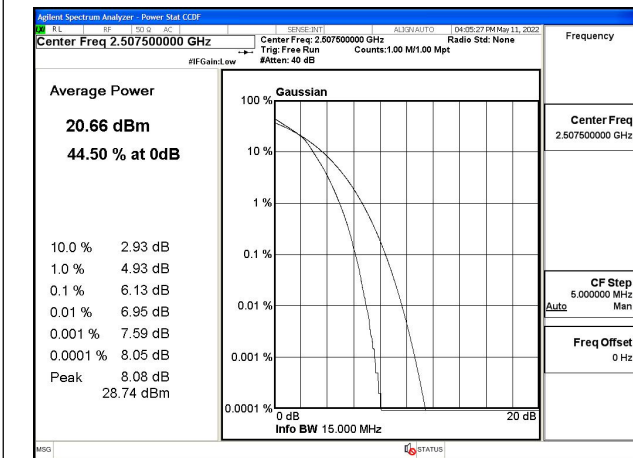 Agilent Spectrum Analyzer - Power Stat CCDF
RL RF 50 Ω AC SENSE:INT ALIGN AUTO 04:05:27 PM May 11, 2022
Center Freq 2.507500000 GHz
Center Freq: 2.507500000 GHz Radio Std: None
Trig: Free Run Counts:1.00 M/1.00 Mpt
#IFGain:Low #Atten: 40 dB
Frequency
Center Freq
2.507500000 GHz
CF Step
5.000000 MHz
Auto Man
Freq Offset
0 Hz
Average Power
20.66 dBm
44.50 % at 0dB
10.0 % 2.93 dB
1.0 % 4.93 dB
0.1 % 6.13 dB
0.01 % 6.95 dB
0.001 % 7.59 dB
0.0001 % 8.05 dB
Peak 8.08 dB
28.74 dBm
Gaussian
100 %
10 %
1 %
0.1 %
0.01 %
0.001 %
0.0001 %
0 dB 20 dB
Info BW 15.000 MHz
MSG STATUS